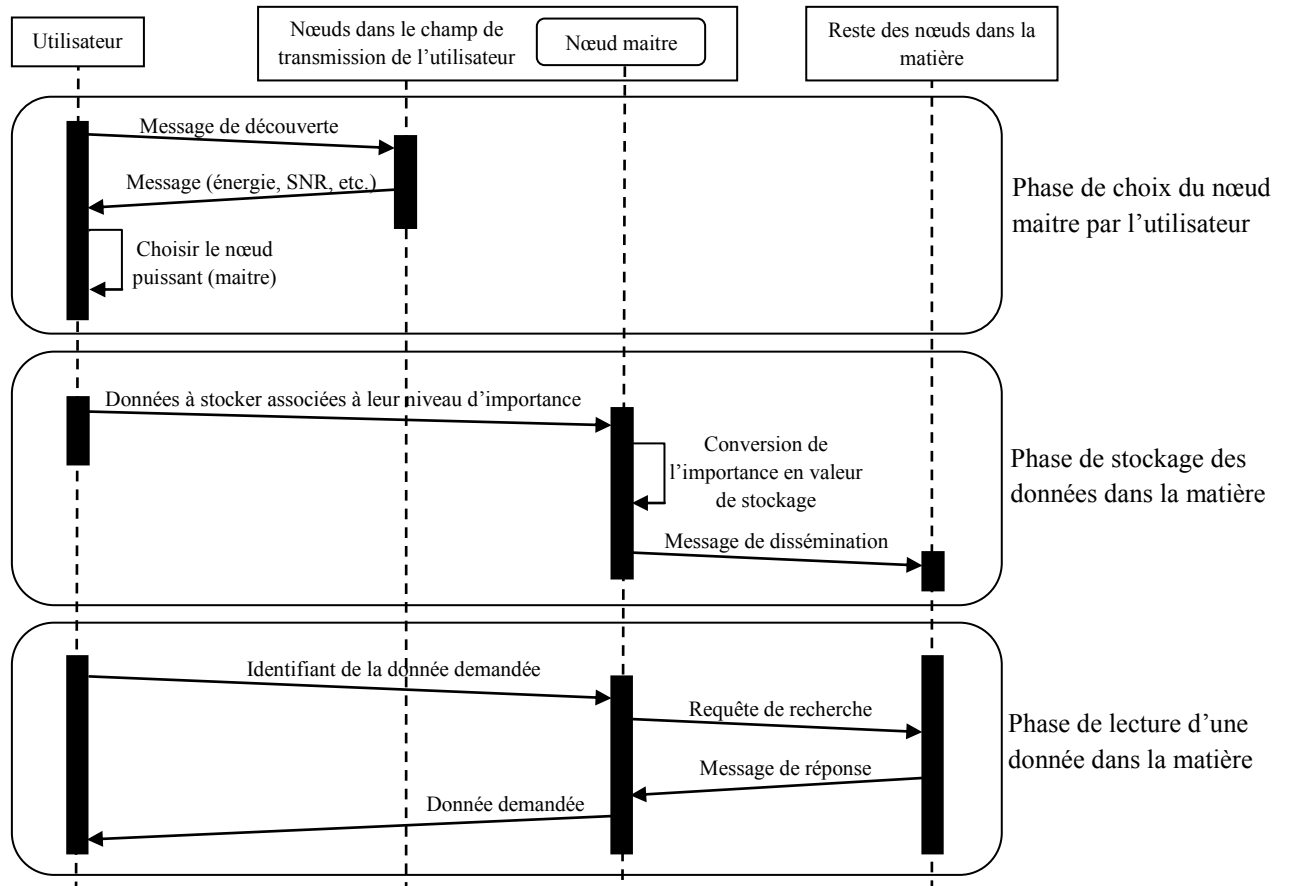 Utilisateur
Nœuds dans le champ de
transmission de l’utilisateur
Nœud maitre
Reste des nœuds dans la
matière
Message de découverte
Message (énergie, SNR, etc.)
Choisir le nœud
puissant (maitre)
Phase de choix du nœud
maitre par l’utilisateur
Données à stocker associées à leur niveau d’importance
Conversion de
l’importance en valeur
de stockage
Message de dissémination
Phase de stockage des
données dans la matière
Identifiant de la donnée demandée
Requête de recherche
Message de réponse
Donnée demandée
Phase de lecture d’une
donnée dans la matière